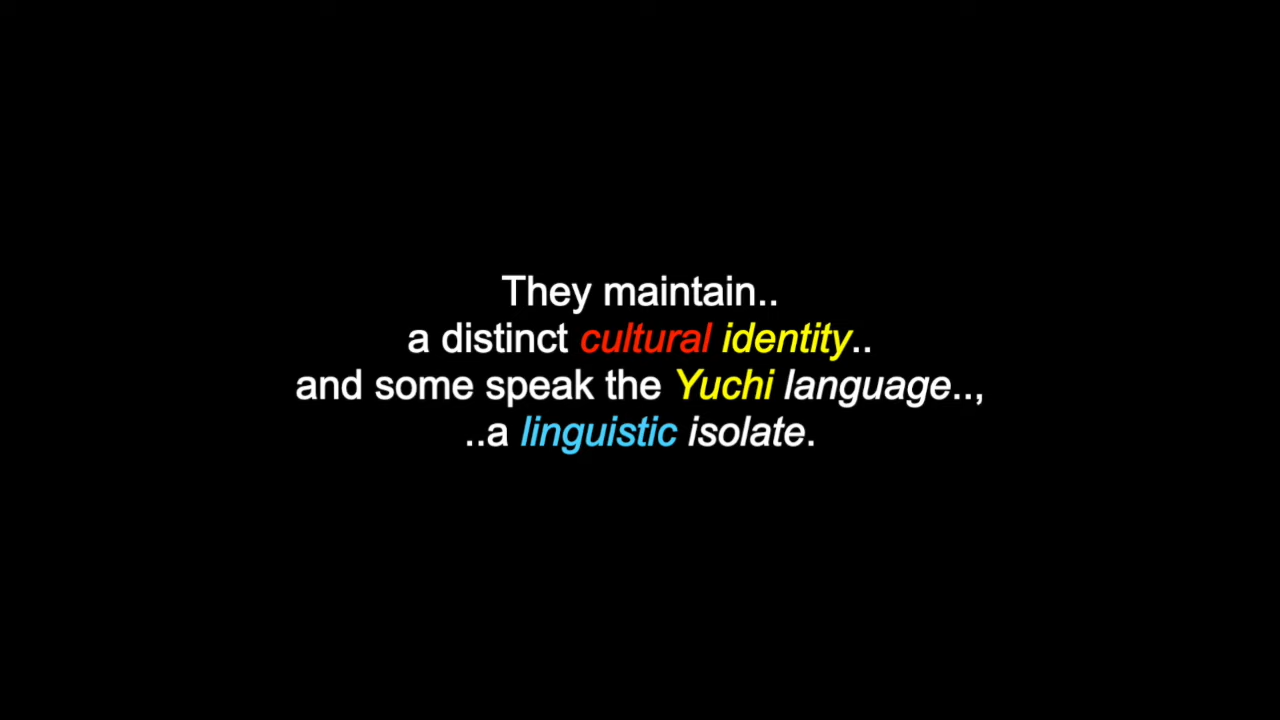 They maintain..
a distinct cultural identity..
and some speak the Yuchi language..,
..a linguistic isolate.